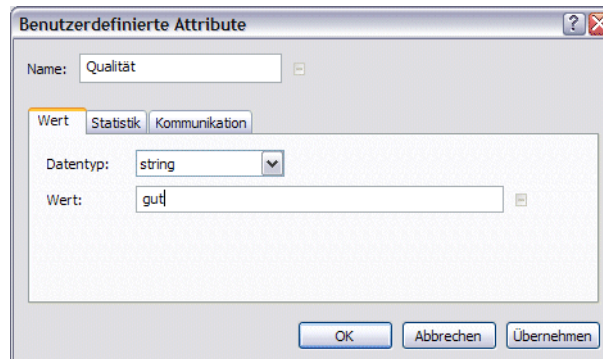 Benutzerdefinierte Attribute
Name: Qualität
Wert Statistik Kommunikation
Datentyp: string
Wert: gut
OK Abbrechen Übernehmen